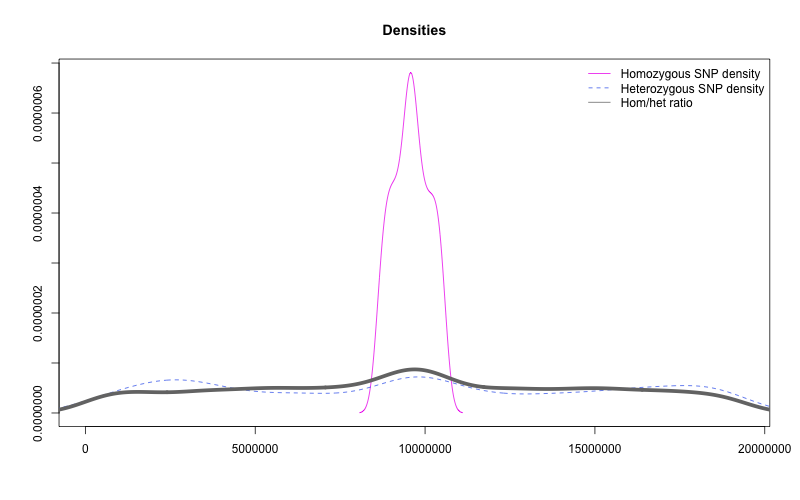 Densities
Homozygous SNP density
Heterozygous SNP density
Hom/het ratio
0.0000006
0.0000004
0.0000002
0.0000000
0 5000000 10000000 15000000 20000000